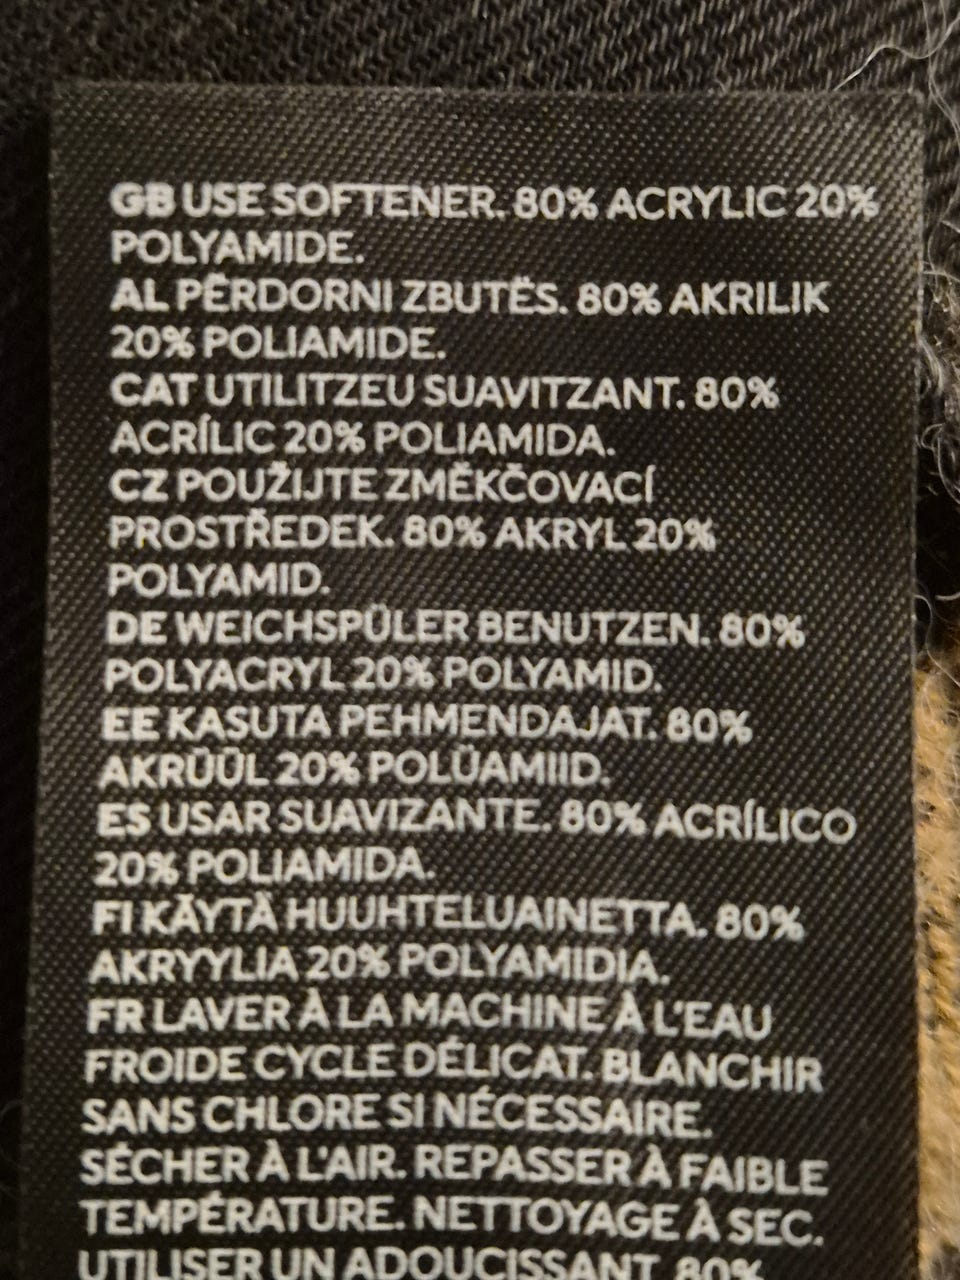 GB USE SOFTENER. 80% ACRYLIC 20%
POLYAMIDE.
AL PËRDORNI ZBUTËS. 80% AKRILIK
20% POLIAMIDE.
CAT UTILITZEU SUAVITZANT. 80%
ACRÍLIC 20% POLIAMIDA.
CZ POUŽIJTE ZMĚKČOVACÍ
PROSTŘEDEK. 80% AKRYL 20%
POLYAMID.
DE WEICHSPÜLER BENUTZEN. 80%
POLYACRYL 20% POLYAMID.
EE KASUTA PEHMENDAJAT. 80%
AKRÜÜL 20% POLÜAMIID.
ES USAR SUAVIZANTE. 80% ACRÍLICO
20% POLIAMIDA.
FI KÄYTÄ HUUHTELUAINETTA. 80%
AKRYYLIA 20% POLYAMIDIA.
FR LAVER À LA MACHINE À L'EAU
FROIDE CYCLE DÉLICAT. BLANCHIR
SANS CHLORE SI NÉCESSAIRE.
SÉCHER À L'AIR. REPASSER À FAIBLE
TEMPÉRATURE. NETTOYAGE À SEC.
UTILISER UN ADOUCISSANT. 80%